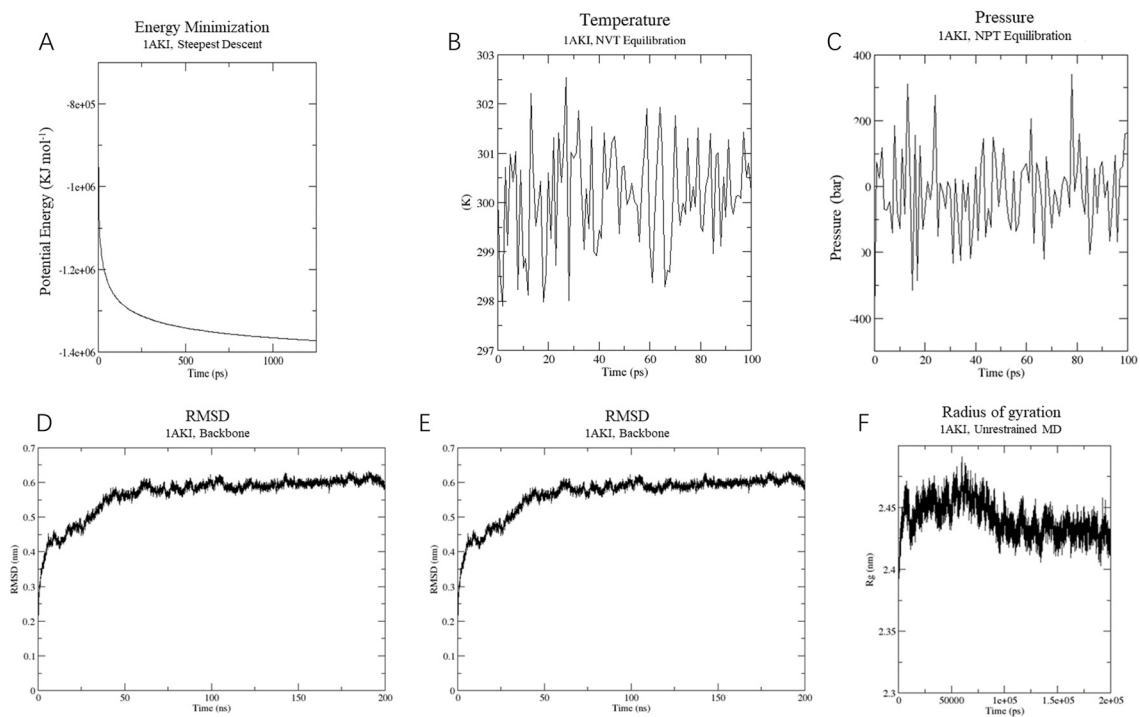 A
Energy Minimization
1AKI, Steepest Descent
-8e+05
-1e+06
-1.2e+06
-1.4e+06
Potential Energy (KJ mol-1)
0
500
1000
Time (ps)
B
Temperature
1AKI, NVT Equilibration
303
302
301
300
299
298
297
(K)
0
20
40
60
80
100
Time (ps)
C
Pressure
1AKI, NPT Equilibration
400
200
0
00
-400
Pressure (bar)
0
20
40
60
80
100
Time (ps)
D
RMSD
1AKI, Backbone
0.7
0.6
0.5
0.4
0.3
0.2
0.1
0
RMSD (nm)
0
50
100
150
200
Time (ns)
E
RMSD
1AKI, Backbone
0.7
0.6
0.5
0.4
0.3
0.2
0.1
0
RMSD (nm)
0
50
100
150
200
Time (ns)
F
Radius of gyration
1AKI, Unrestrained MD
2.45
2.4
2.35
2.3
Rg (nm)
0
50000
1e+05
1.5e+05
2e+05
Time (ps)